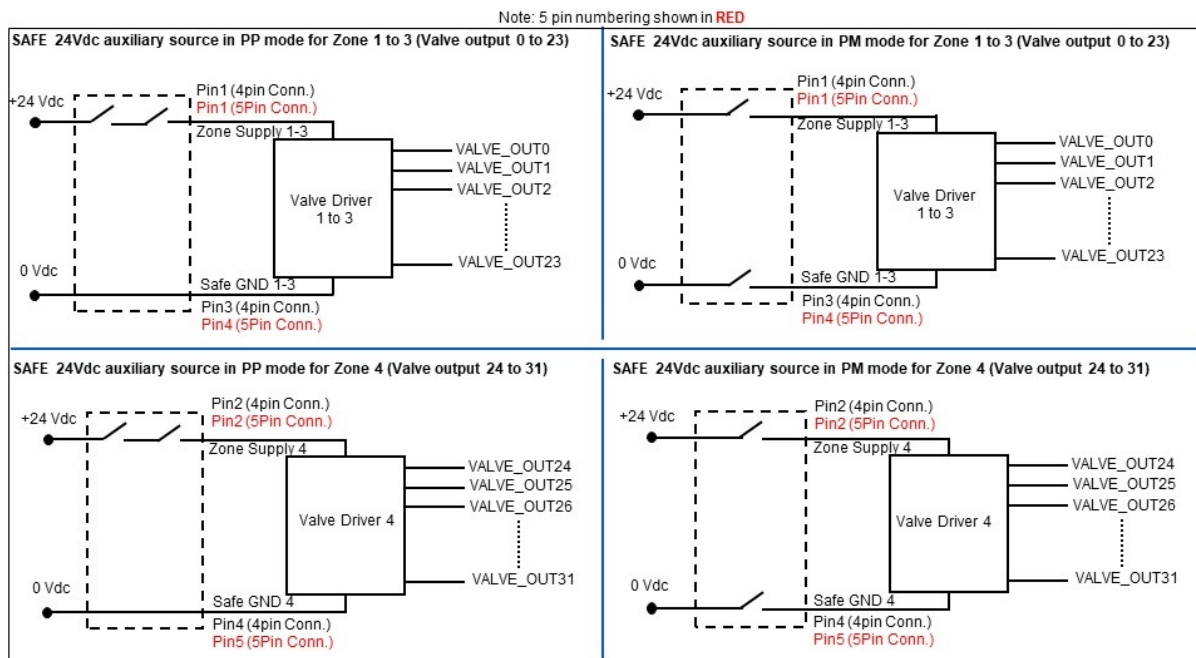 Note: 5 pin numbering shown in RED
SAFE 24Vdc auxiliary source in PP mode for Zone 1 to 3 (Valve output 0 to 23)
Pin1 (4pin Conn.)
+24 Vdc
Pin1 (5Pin Conn.)
Zone Supply 1-3
VALVE_OUT0
VALVE_OUT1
VALVE_OUT2
Valve Driver
1 to 3
VALVE_OUT23
0 Vdc
Safe GND 1-3
Pin3 (4pin Conn.)
Pin4 (5Pin Conn.)
SAFE 24Vdc auxiliary source in PM mode for Zone 1 to 3 (Valve output 0 to 23)
Pin1 (4pin Conn.)
+24 Vdc
Pin1 (5Pin Conn.)
Zone Supply 1-3
VALVE_OUT0
VALVE_OUT1
VALVE_OUT2
Valve Driver
1 to 3
VALVE_OUT23
0 Vdc
Safe GND 1-3
Pin3 (4pin Conn.)
Pin4 (5Pin Conn.)
SAFE 24Vdc auxiliary source in PP mode for Zone 4 (Valve output 24 to 31)
Pin2 (4pin Conn.)
+24 Vdc
Pin2 (5Pin Conn.)
Zone Supply 4
VALVE_OUT24
VALVE_OUT25
VALVE_OUT26
Valve Driver 4
VALVE_OUT31
0 Vdc
Safe GND 4
Pin4 (4pin Conn.)
Pin5 (5Pin Conn.)
SAFE 24Vdc auxiliary source in PM mode for Zone 4 (Valve output 24 to 31)
Pin2 (4pin Conn.)
+24 Vdc
Pin2 (5Pin Conn.)
Zone Supply 4
VALVE_OUT24
VALVE_OUT25
VALVE_OUT26
Valve Driver 4
VALVE_OUT31
0 Vdc
Safe GND 4
Pin4 (4pin Conn.)
Pin5 (5Pin Conn.)